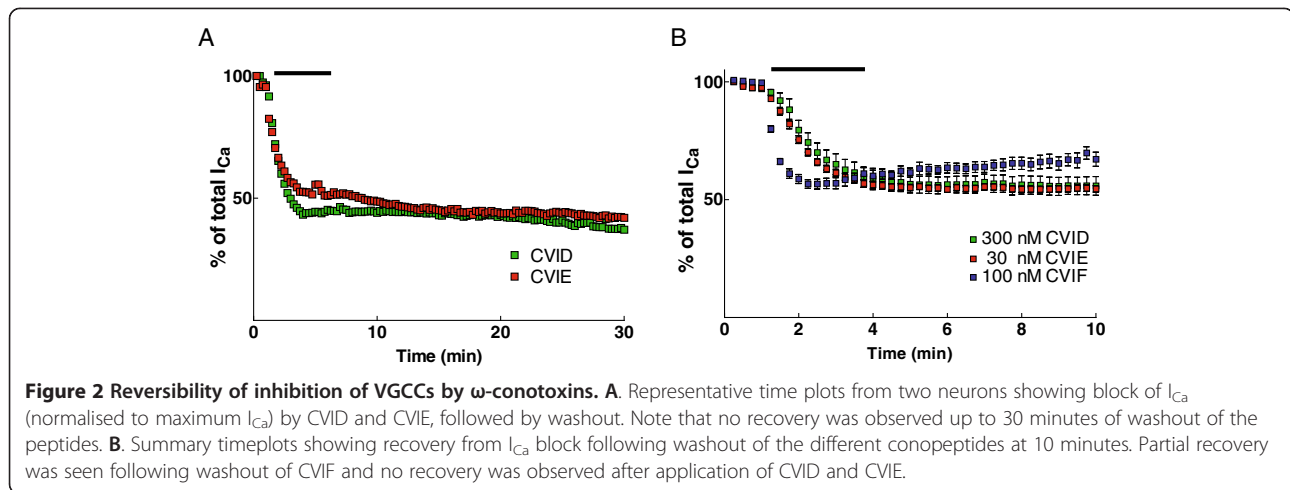 A
B
100
50
0
10
20
30
% of total ICa
Time (min)
CVID
CVIE
100
50
0
2
4
6
8
10
% of total ICa
Time (min)
300 nM CVID
30 nM CVIE
100 nM CVIF
Figure 2 Reversibility of inhibition of VGCCs by ω-conotoxins. A. Representative time plots from two neurons showing block of ICa
(normalised to maximum ICa) by CVID and CVIE, followed by washout. Note that no recovery was observed up to 30 minutes of washout of the
peptides. B. Summary timeplots showing recovery from ICa block following washout of the different conopeptides at 10 minutes. Partial recovery
was seen following washout of CVIF and no recovery was observed after application of CVID and CVIE.